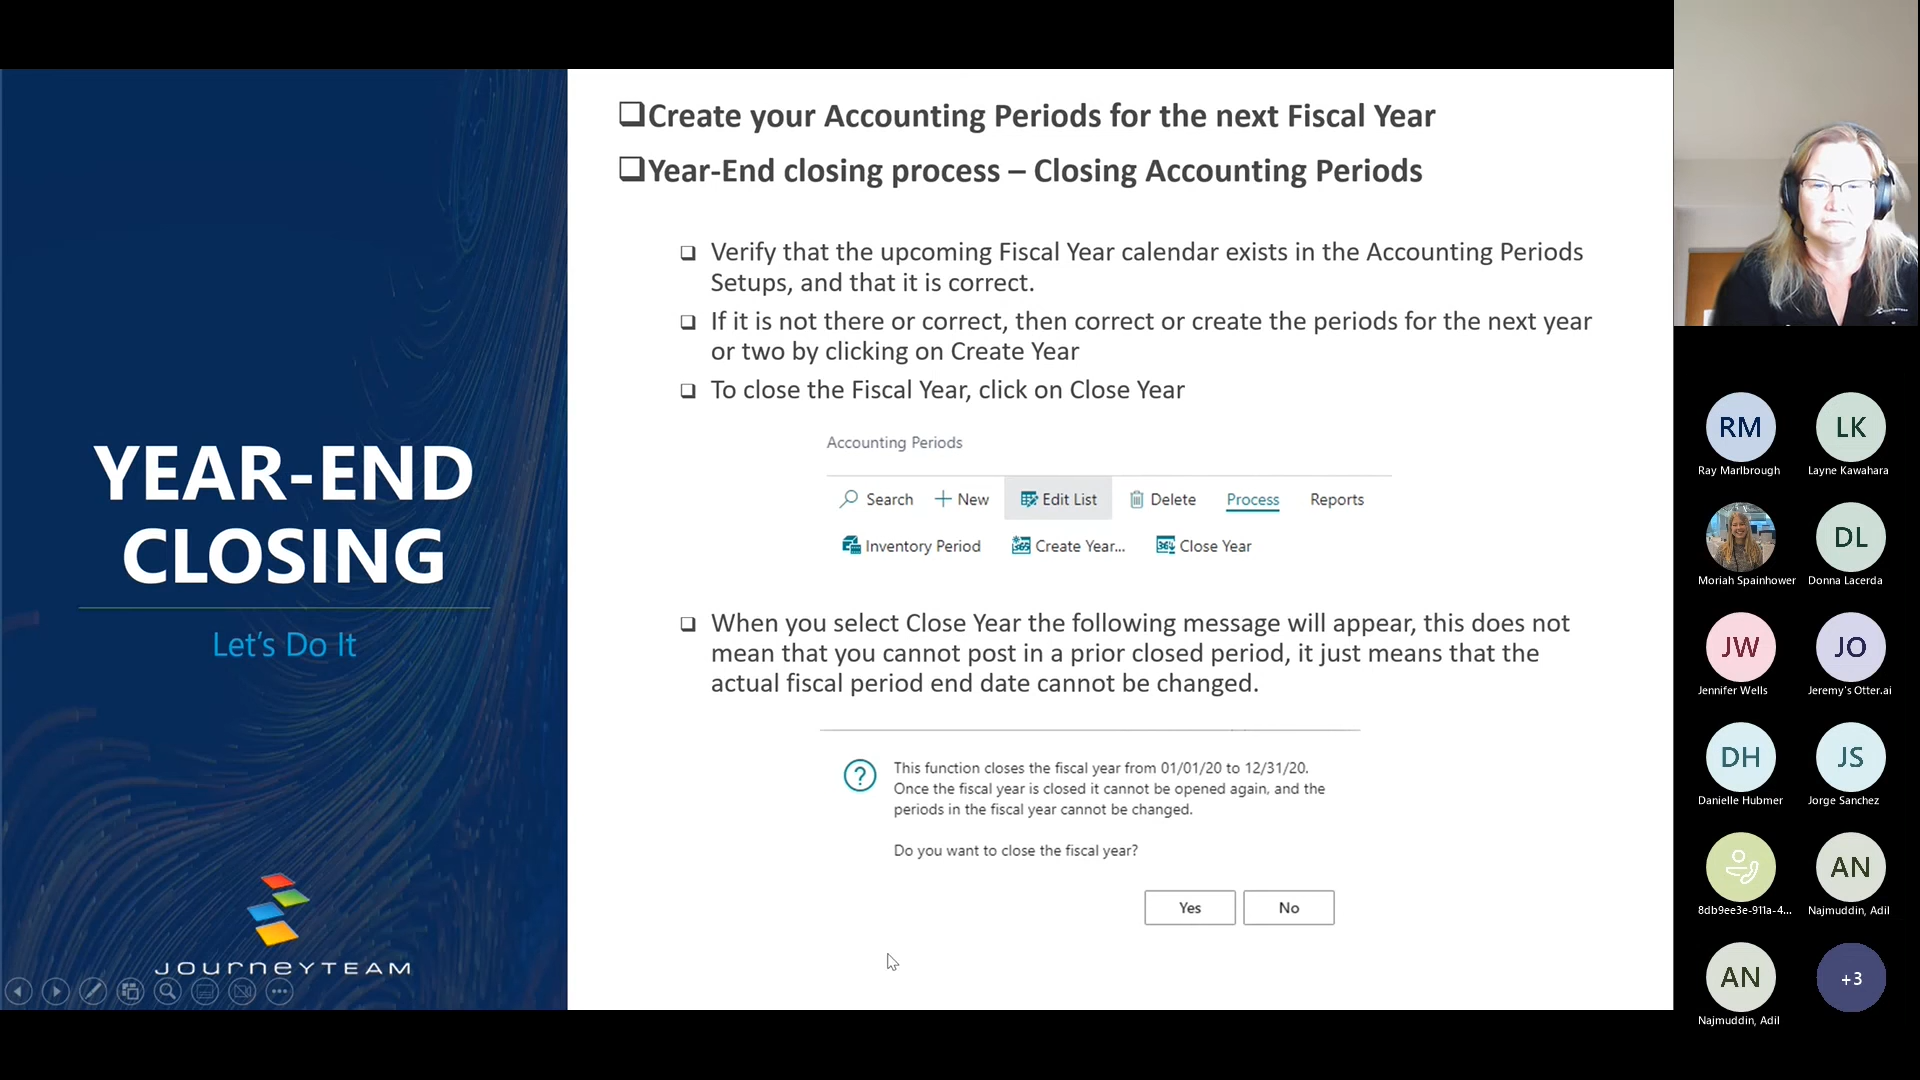 YEAR-END
CLOSING
Let's Do It
JOURNEYTEAM
Create your Accounting Periods for the next Fiscal Year
Year-End closing process – Closing Accounting Periods
Verify that the upcoming Fiscal Year calendar exists in the Accounting Periods
Setups, and that it is correct.
If it is not there or correct, then correct or create the periods for the next year
or two by clicking on Create Year
To close the Fiscal Year, click on Close Year
Accounting Periods
Search New Edit List Delete Process Reports
Inventory Period Create Year... Close Year
When you select Close Year the following message will appear, this does not
mean that you cannot post in a prior closed period, it just means that the
actual fiscal period end date cannot be changed.
This function closes the fiscal year from 01/01/20 to 12/31/20.
Once the fiscal year is closed it cannot be opened again, and the
periods in the fiscal year cannot be changed.
Do you want to close the fiscal year?
Yes No
RM LK
Ray Marlbrough Layne Kawahara
DL
Moriah Spainhower Donna Lacerda
JW JO
Jennifer Wells Jeremy's Otter.ai
DH JS
Danielle Hubmer Jorge Sanchez
AN
8db9ee3e-911a-4... Najmuddin, Adil
AN +3
Najmuddin, Adil